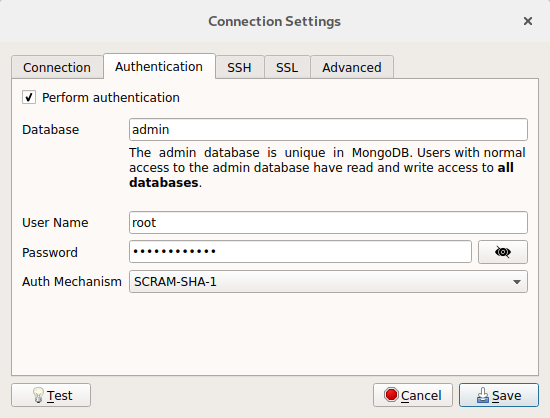 Connection Settings
Connection Authentication SSH SSL Advanced
Perform authentication
Database admin
The admin database is unique in MongoDB. Users with normal
access to the admin database have read and write access to all
databases.
User Name root
Password ••••••••••••
Auth Mechanism SCRAM-SHA-1
Test Cancel Save